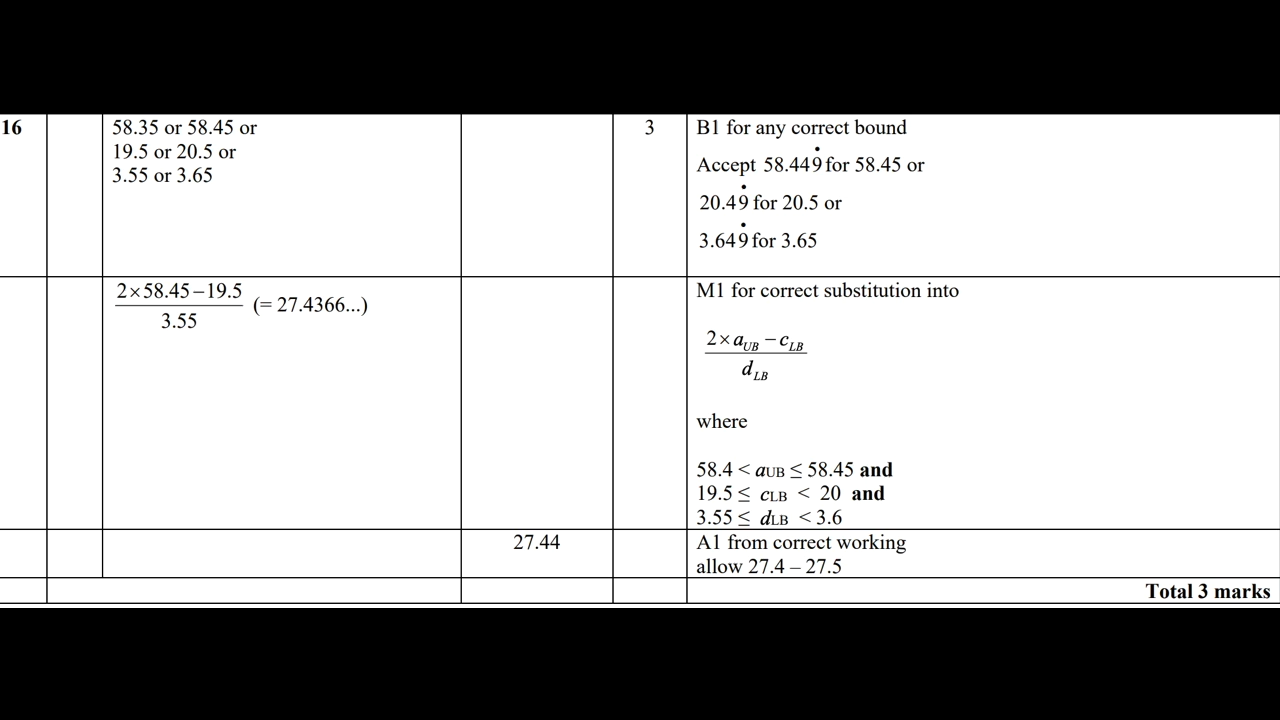 16 58.35 or 58.45 or 3 B1 for any correct bound
19.5 or 20.5 or
3.55 or 3.65
Accept 58.449̇ for 58.45 or
20.49̇ for 20.5 or
3.649̇ for 3.65
2×58.45−19.5
3.55
(= 27.4366...)
M1 for correct substitution into
2×a_UB − c_LB
d_LB
where
58.4 < aUB ≤ 58.45 and
19.5 ≤ cLB < 20 and
3.55 ≤ dLB < 3.6
27.44 A1 from correct working
allow 27.4 – 27.5
Total 3 marks